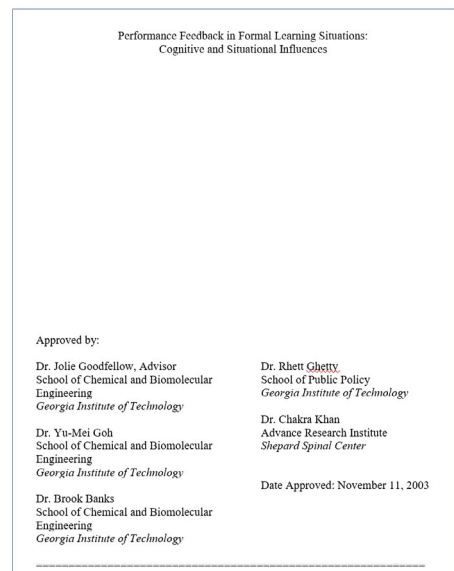 Performance Feedback in Formal Learning Situations:
Cognitive and Situational Influences
Approved by:
Dr. Jolie Goodfellow, Advisor
School of Chemical and Biomolecular
Engineering
Georgia Institute of Technology
Dr. Yu-Mei Goh
School of Chemical and Biomolecular
Engineering
Georgia Institute of Technology
Dr. Brook Banks
School of Chemical and Biomolecular
Engineering
Georgia Institute of Technology
Dr. Rhett Ghetty
School of Public Policy
Georgia Institute of Technology
Dr. Chakra Khan
Advance Research Institute
Shepard Spinal Center
Date Approved: November 11, 2003